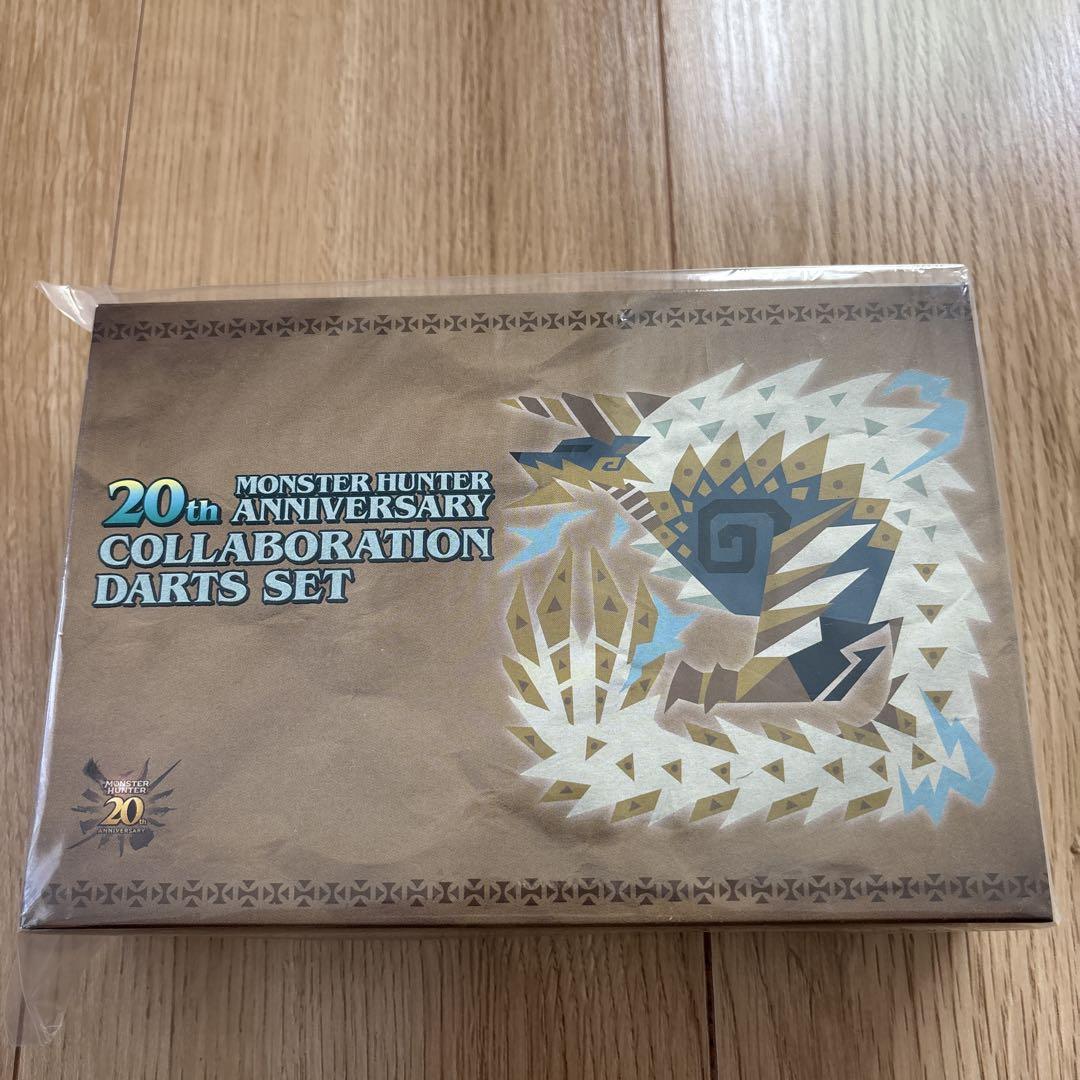 20th MONSTER HUNTER
ANNIVERSARY
COLLABORATION
DARTS SET
MONSTER
HUNTER
20th
ANNIVERSARY